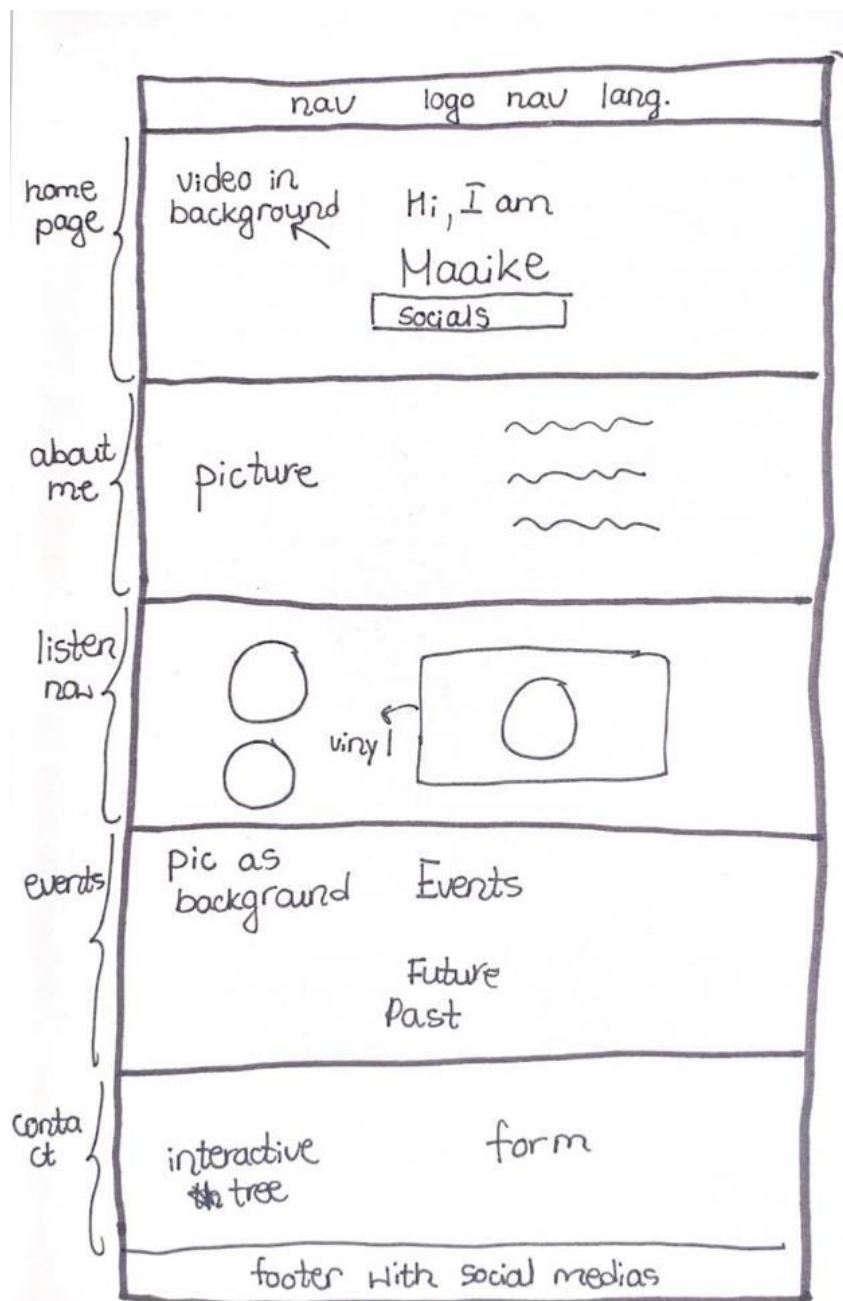 nav logo nav lang.
home
page
video in
background
Hi, I am
Maaike
socials
about
me
picture
listen
now
vinyl
events
pic as
background
Events
Future
Past
conta
ct
interactive
tree
form
footer with social medias